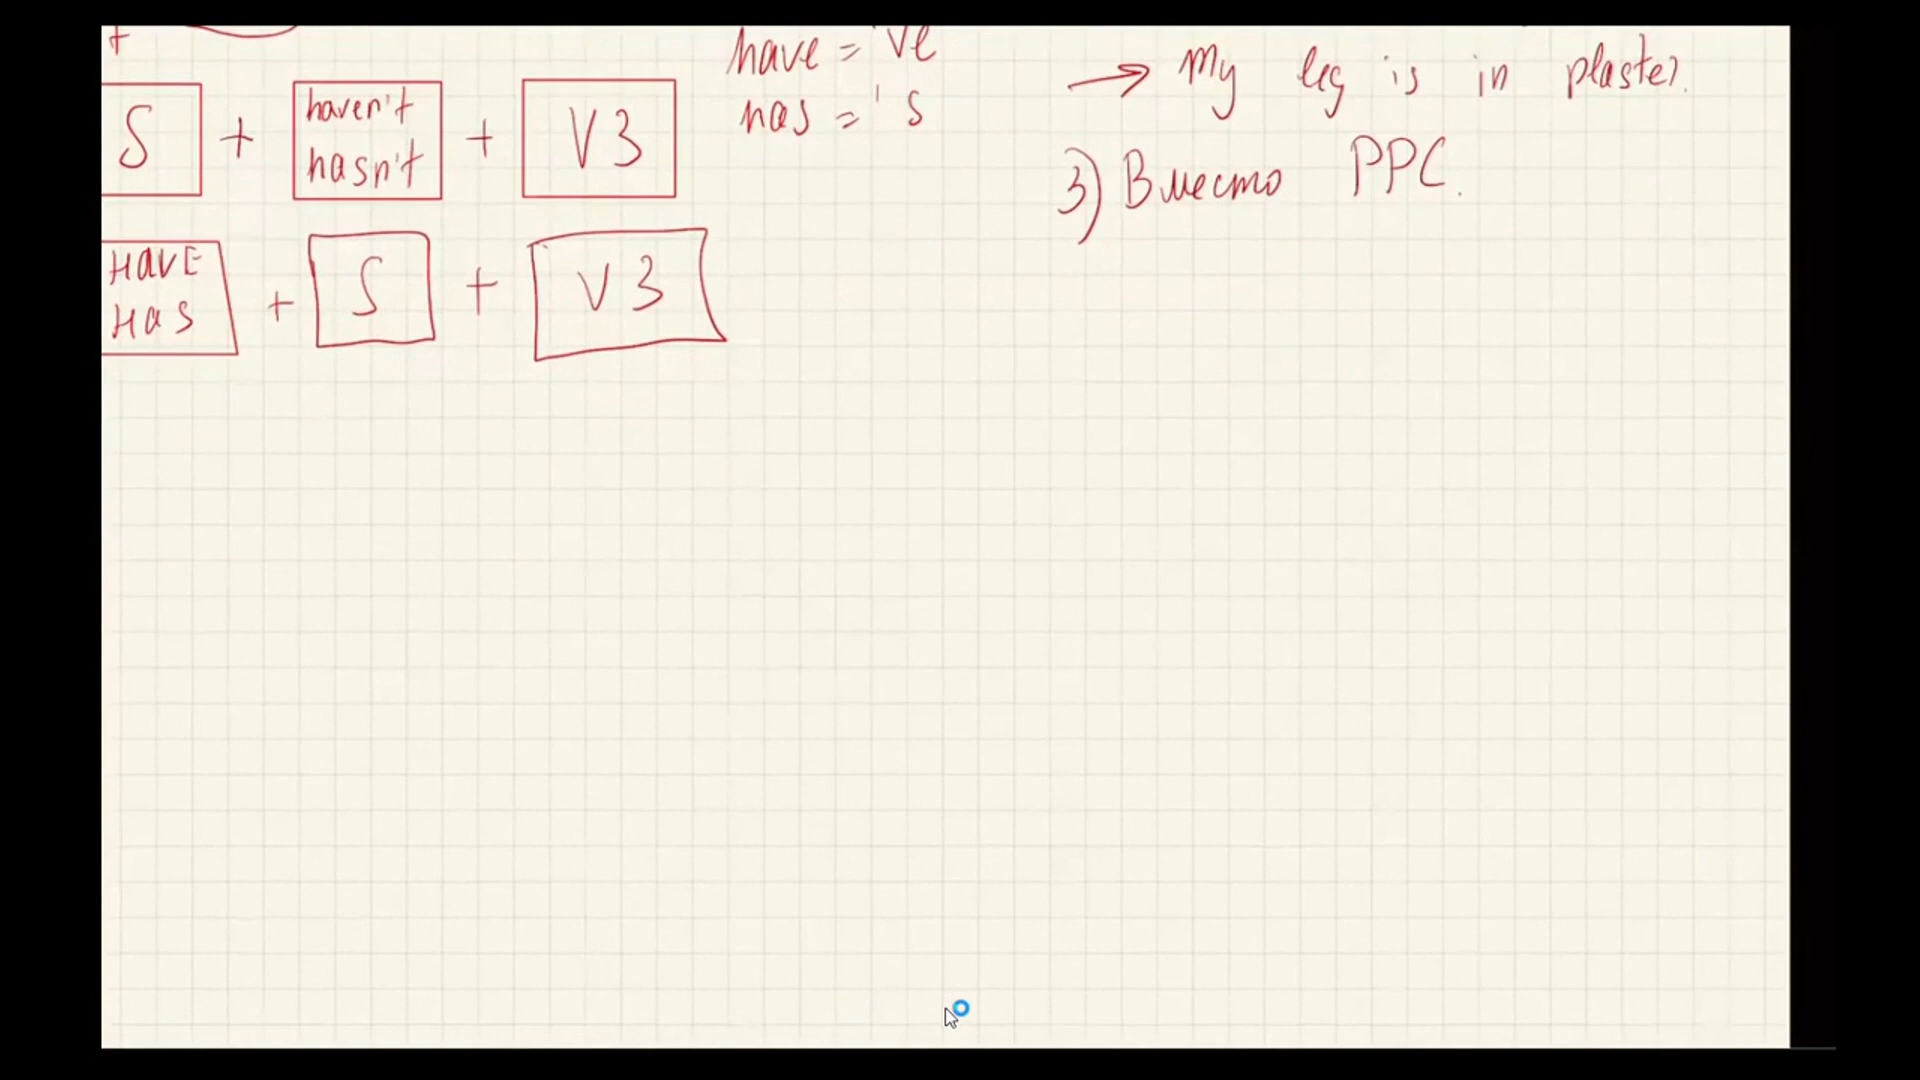 have = 've
has = 's
S + haven't hasn't + V3
HAVE HAS + S + V3
→ My leg is in plaster.
3) Вместо PPC.